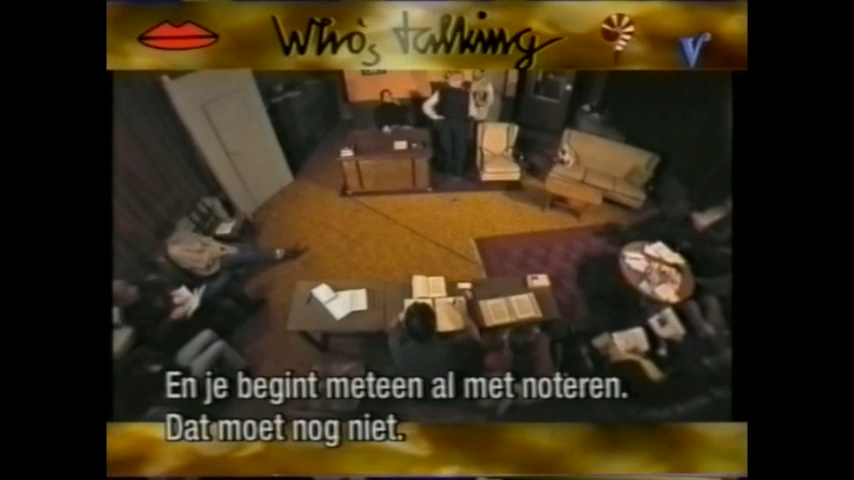 Who's talking
V
En je begint meteen al met noteren.
Dat moet nog niet.